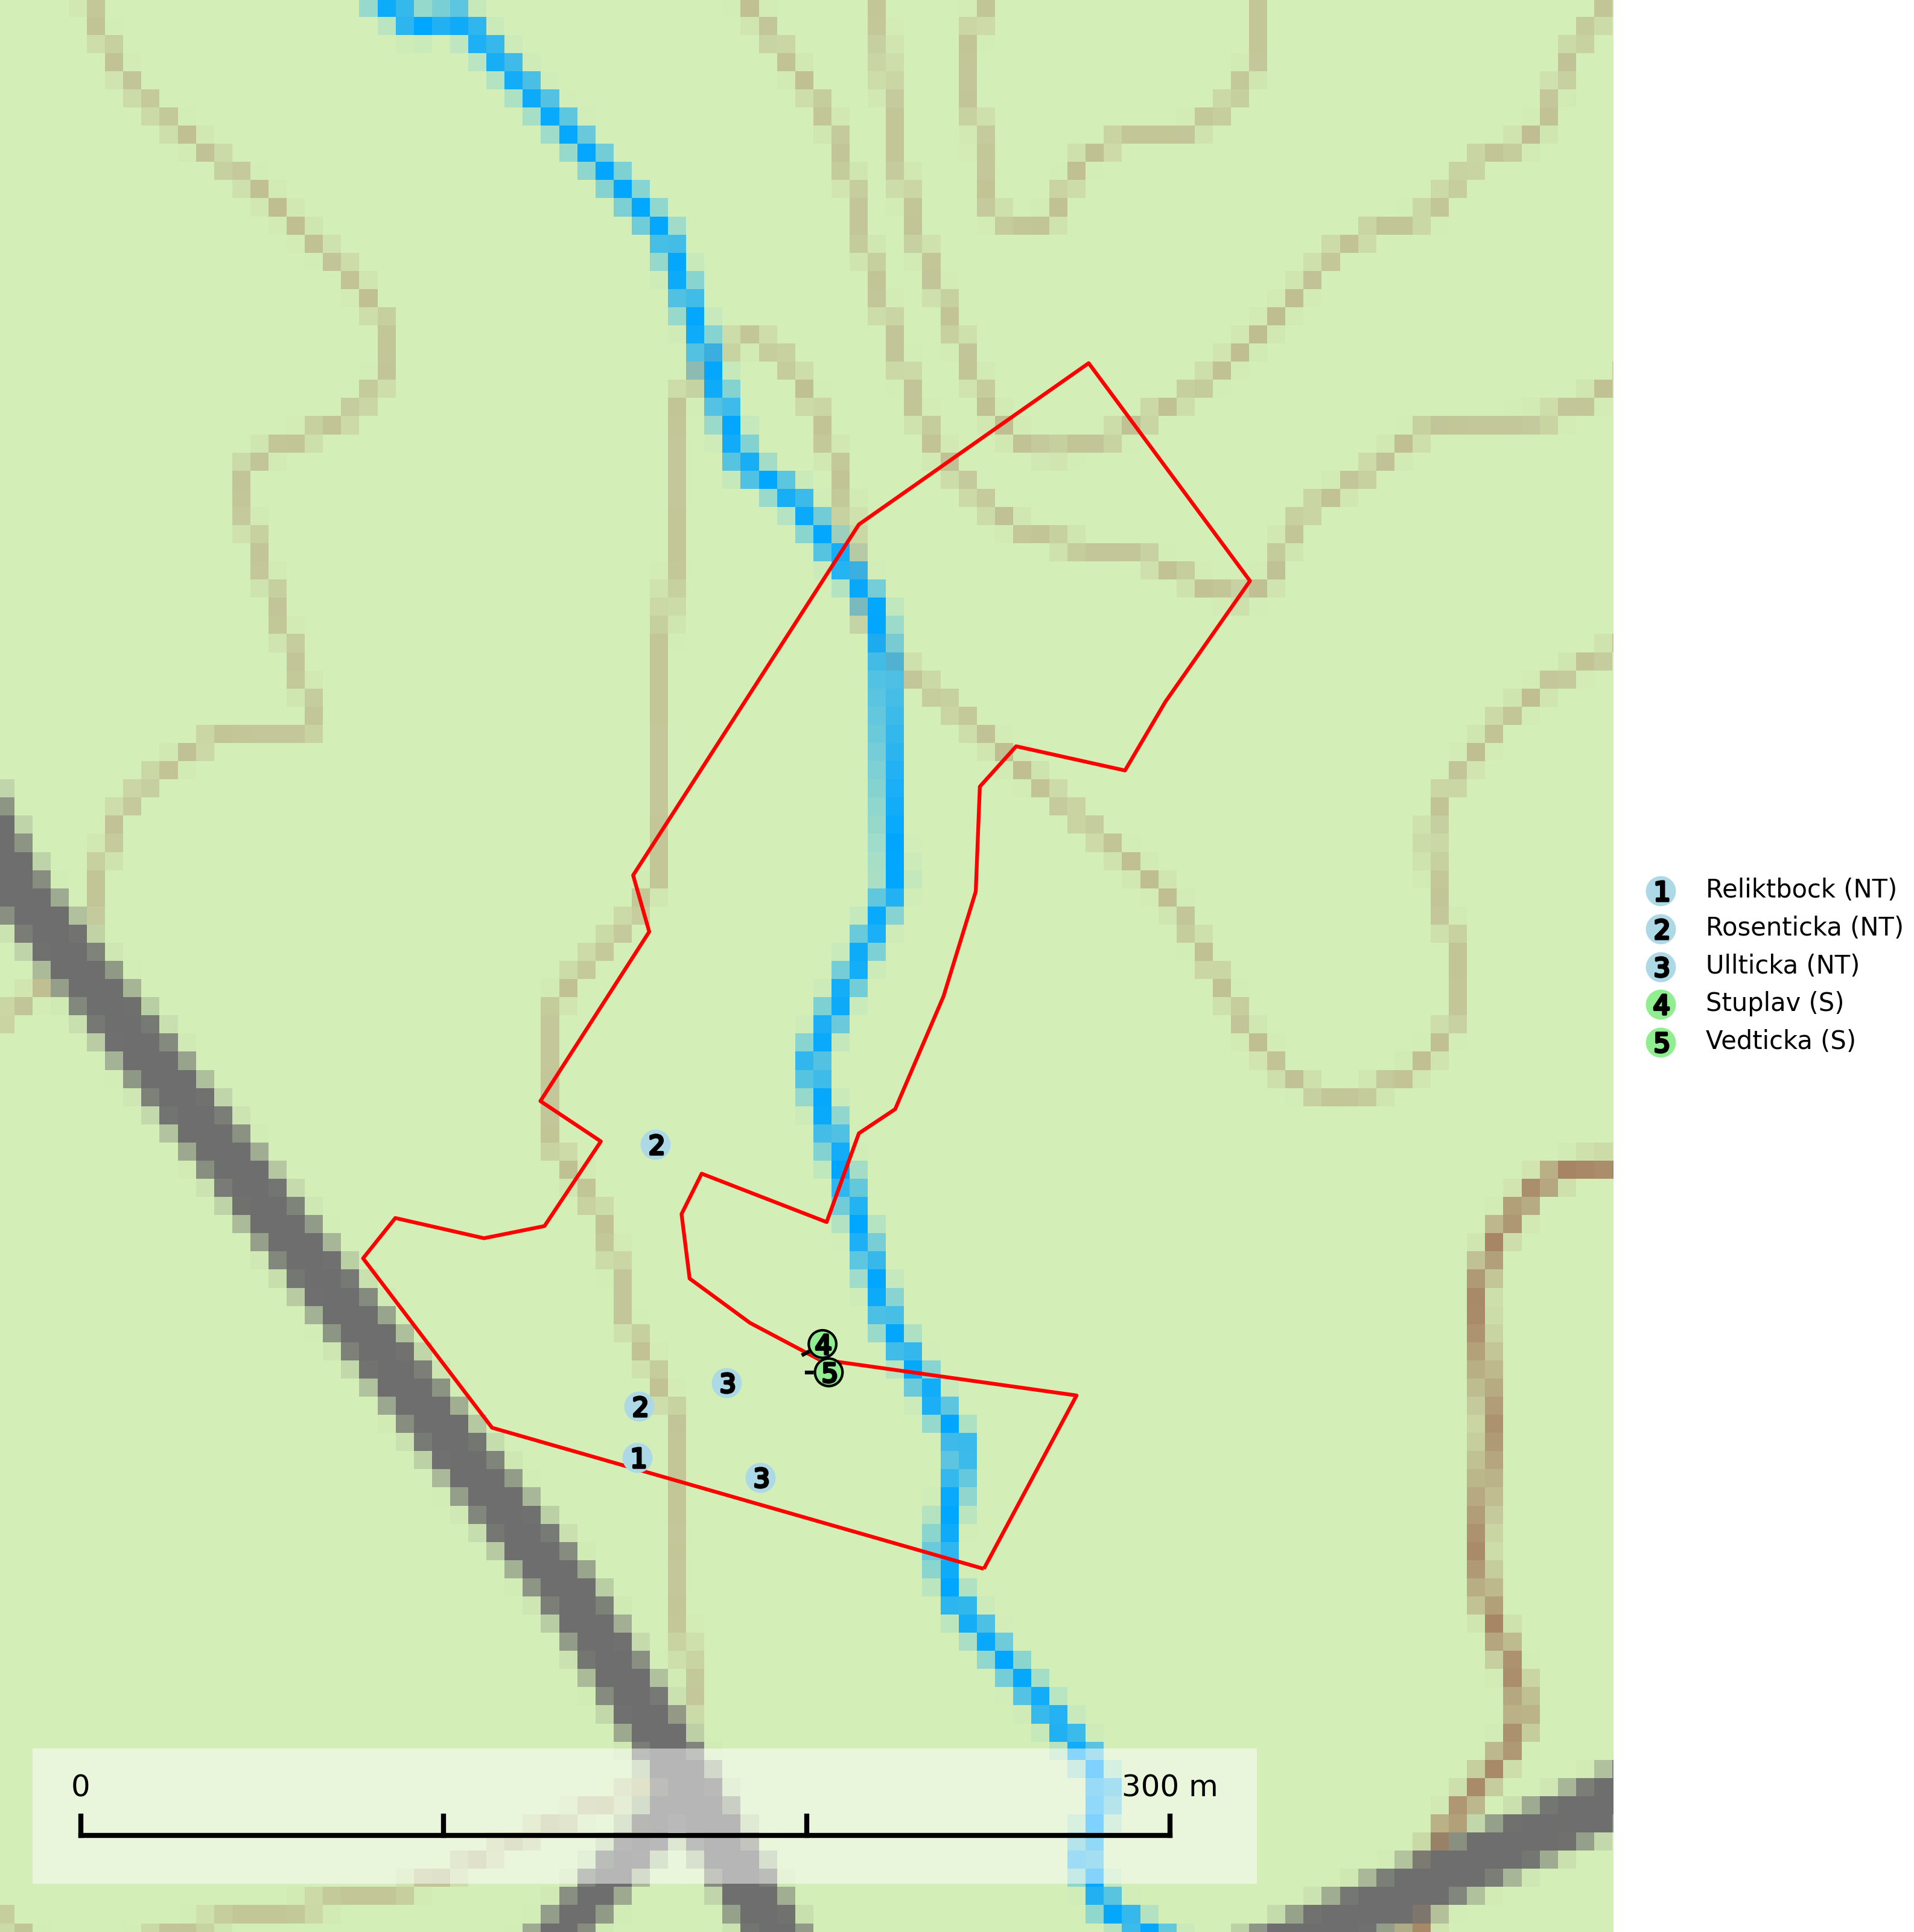 2
4
5
3
2
1
3
0
300 m
1 Reliktbock (NT)
2 Rosenticka (NT)
3 Ullticka (NT)
4 Stuplav (S)
5 Vedticka (S)